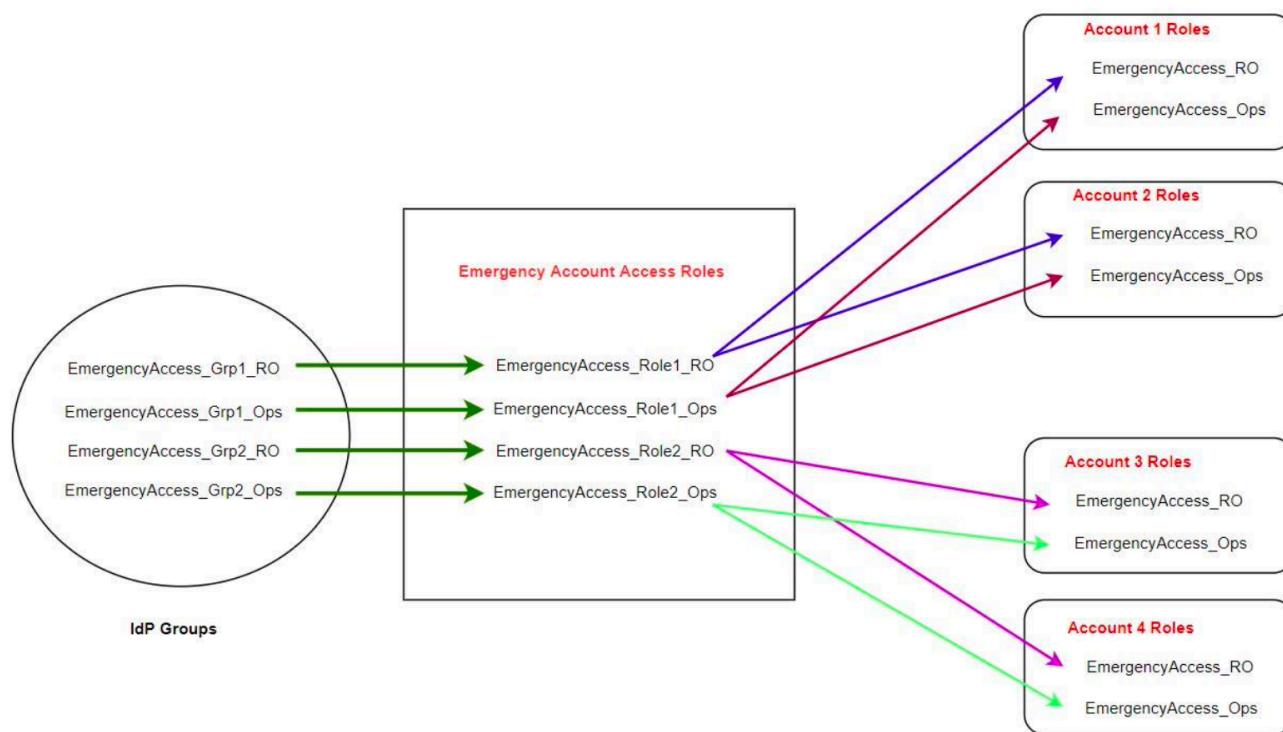 IdP Groups
EmergencyAccess_Grp1_RO
EmergencyAccess_Grp1_Ops
EmergencyAccess_Grp2_RO
EmergencyAccess_Grp2_Ops
Emergency Account Access Roles
EmergencyAccess_Role1_RO
EmergencyAccess_Role1_Ops
EmergencyAccess_Role2_RO
EmergencyAccess_Role2_Ops
Account 1 Roles
EmergencyAccess_RO
EmergencyAccess_Ops
Account 2 Roles
EmergencyAccess_RO
EmergencyAccess_Ops
Account 3 Roles
EmergencyAccess_RO
EmergencyAccess_Ops
Account 4 Roles
EmergencyAccess_RO
EmergencyAccess_Ops